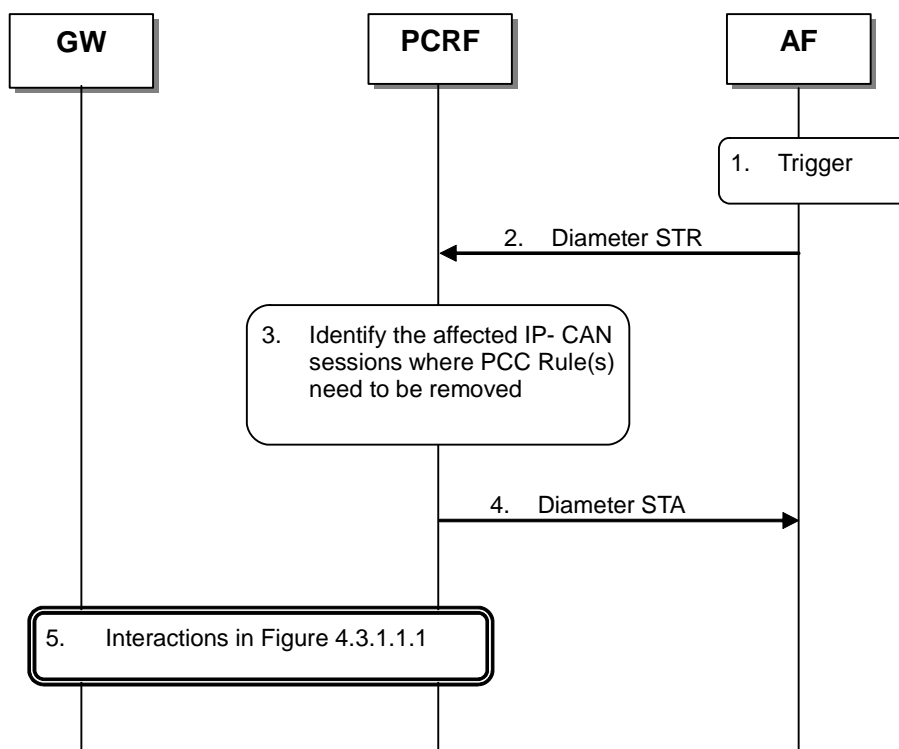 GW
PCRF
AF
1. Trigger
2. Diameter STR
3. Identify the affected IP- CAN
sessions where PCC Rule(s)
need to be removed
4. Diameter STA
5. Interactions in Figure 4.3.1.1.1